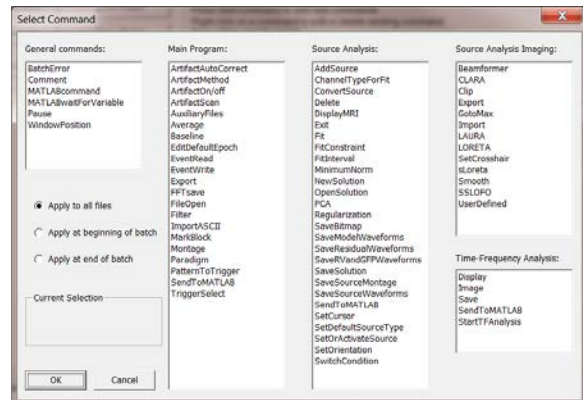 Select Command
General commands:
BatchError
Comment
MATLABcommand
MATLABwaitForVariable
Pause
WindowPosition
Apply to all files
Apply at beginning of batch
Apply at end of batch
Current Selection
OK
Cancel
Main Program:
ArtifactAutoCorrect
ArtifactMethod
ArtifactOn/off
ArtifactScan
AuxiliaryFiles
Average
Baseline
EditDefaultEpoch
EventRead
EventWrite
Export
FFTsave
FileOpen
Filter
ImportASCII
MarkBlock
Montage
Paradigm
PatternToTrigger
SendToMATLAB
TriggerSelect
Source Analysis:
AddSource
ChannelTypeForFit
ConvertSource
Delete
DisplayMRI
Exit
Fit
FitConstraint
FitInterval
MinimumNorm
NewSolution
OpenSolution
PCA
Regularization
SaveBitmap
SaveModelWaveforms
SaveResidualWaveforms
SaveRVandGFPWaveforms
SaveSolution
SaveSourceMontage
SaveSourceWaveforms
SendToMATLAB
SetCursor
SetDefaultSourceType
SetOrActivateSource
SetOrientation
SwitchCondition
Source Analysis Imaging:
Beamformer
CLARA
Clip
Export
GotoMax
Import
LAURA
LORETA
SetCrosshair
sLoreta
Smooth
SSLOFO
UserDefined
Time-Frequency Analysis:
Display
Image
Save
SendToMATLAB
StartTFAnalysis